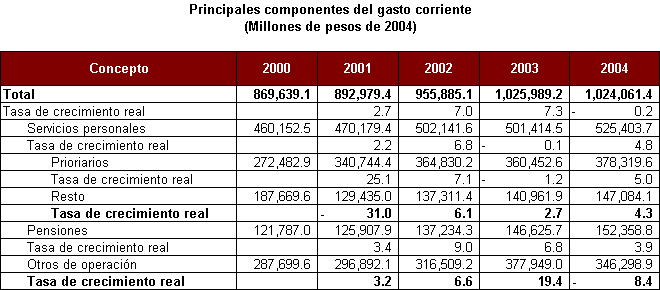 Principales componentes del gasto corriente
(Millones de pesos de 2004)
Concepto 2000 2001 2002 2003 2004
Total 869,639.1 892,979.4 955,885.1 1,025,989.2 1,024,061.4
Tasa de crecimiento real 2.7 7.0 7.3 - 0.2
Servicios personales 460,152.5 470,179.4 502,141.6 501,414.5 525,403.7
Tasa de crecimiento real 2.2 6.8 - 0.1 4.8
Prioriarios 272,482.9 340,744.4 364,830.2 360,452.6 378,319.6
Tasa de crecimiento real 25.1 7.1 - 1.2 5.0
Resto 187,669.6 129,435.0 137,311.4 140,961.9 147,084.1
Tasa de crecimiento real - 31.0 6.1 2.7 4.3
Pensiones 121,787.0 125,907.9 137,234.3 146,625.7 152,358.8
Tasa de crecimiento real 3.4 9.0 6.8 3.9
Otros de operación 287,699.6 296,892.1 316,509.2 377,949.0 346,298.9
Tasa de crecimiento real 3.2 6.6 19.4 - 8.4